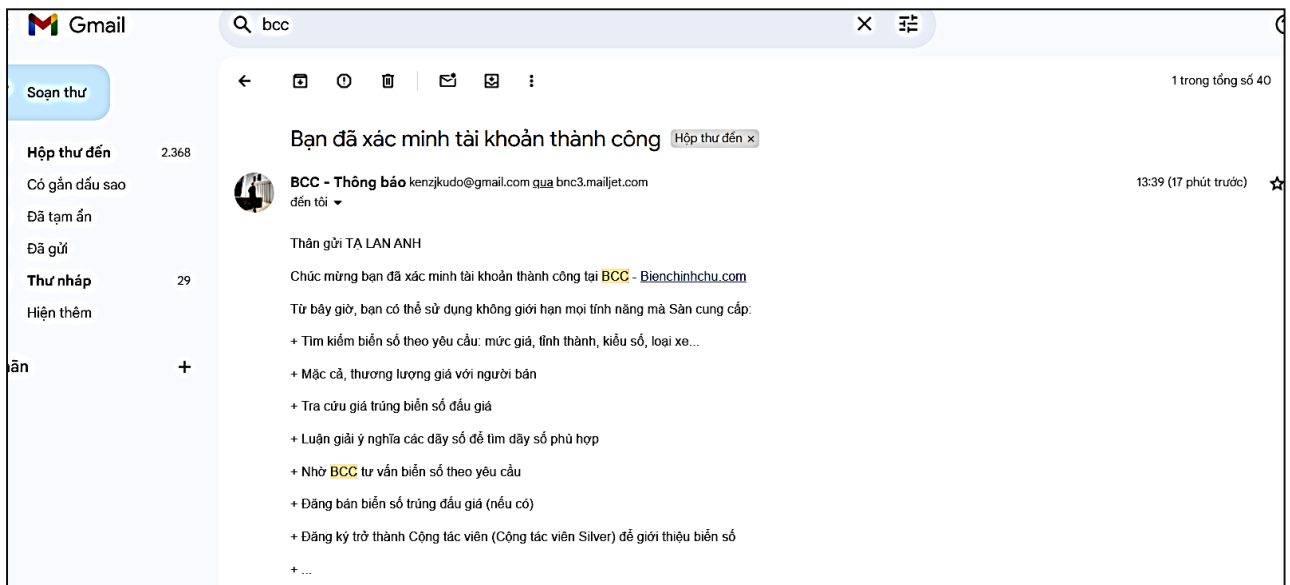 Gmail
bcc
Soạn thư
1 trong tổng số 40
Bạn đã xác minh tài khoản thành công Hộp thư đến ×
Hộp thư đến 2.368
Có gắn dấu sao
Đã tạm ẩn
Đã gửi
Thư nháp 29
Hiện thêm
BCC - Thông báo kenzjkudo@gmail.com qua bnc3.mailjet.com
13:39 (17 phút trước)
đến tôi
Thân gửi TẠ LAN ANH
Chúc mừng bạn đã xác minh tài khoản thành công tại BCC - Bienchinhchu.com
Từ bây giờ, bạn có thể sử dụng không giới hạn mọi tính năng mà Sàn cung cấp:
+ Tìm kiếm biển số theo yêu cầu: mức giá, tỉnh thành, kiểu số, loại xe...
+ Mặc cả, thương lượng giá với người bán
+ Tra cứu giá trúng biển số đấu giá
+ Luận giải ý nghĩa các dãy số để tìm dãy số phù hợp
+ Nhờ BCC tư vấn biển số theo yêu cầu
+ Đăng bán biển số trúng đấu giá (nếu có)
+ Đăng ký trở thành Cộng tác viên (Cộng tác viên Silver) để giới thiệu biển số
+ ...